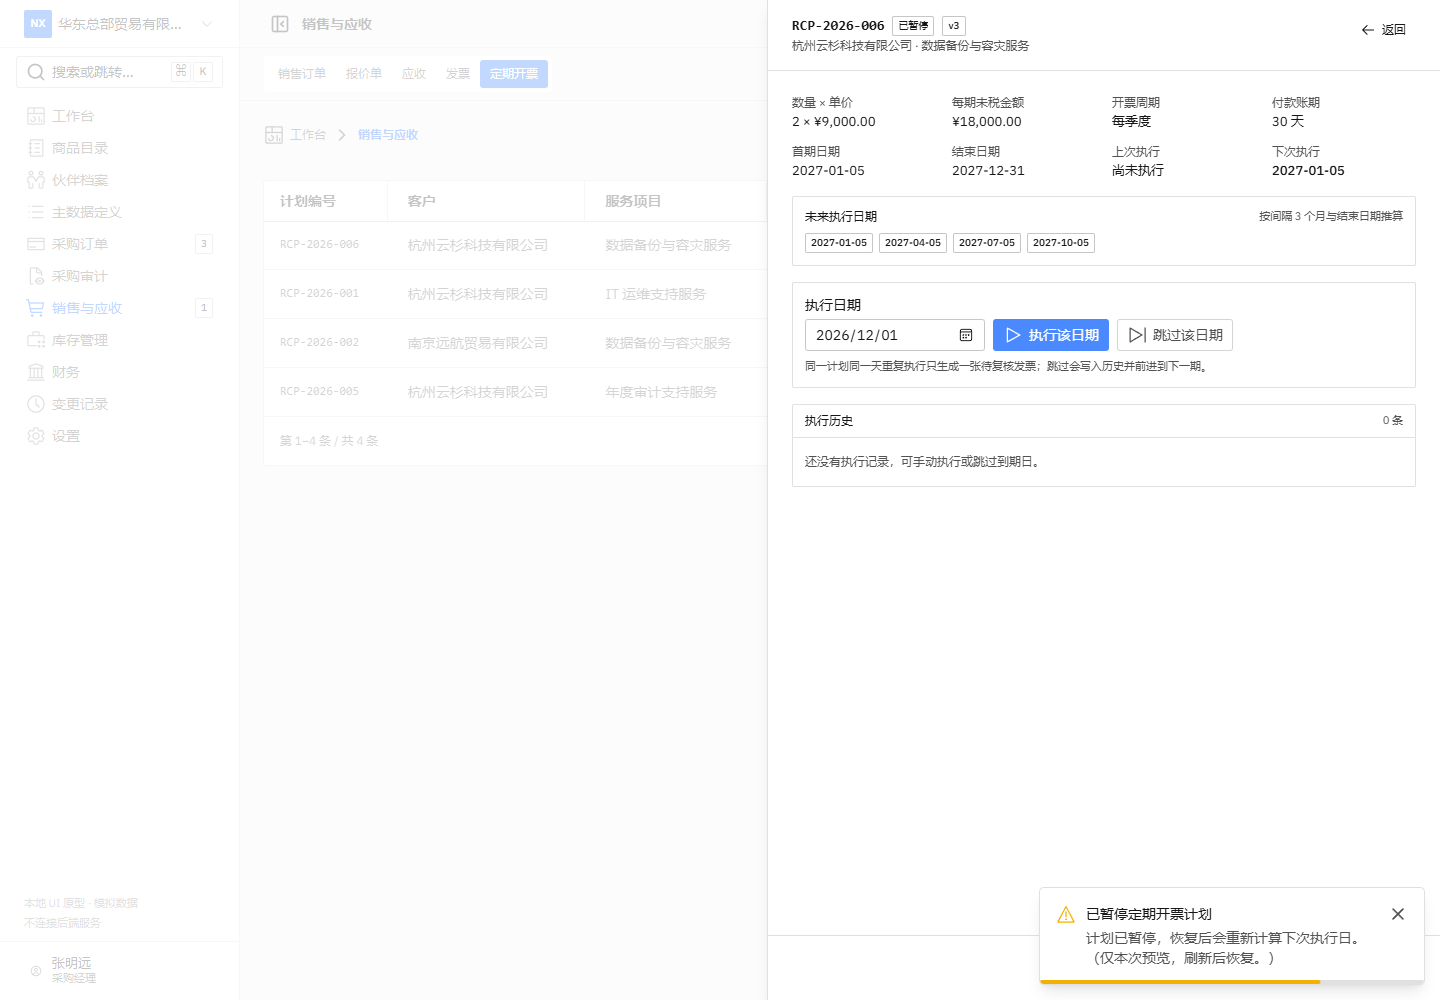 NX 华东总部贸易有限...
搜索或跳转... ⌘ K
工作台
商品目录
伙伴档案
主数据定义
采购订单 3
采购审计
销售与应收 1
库存管理
财务
变更记录
设置
本地 UI 原型 · 模拟数据
不连接后端服务
张明远
采购经理
销售与应收
销售订单 报价单 应收 发票 定期开票
工作台 销售与应收
计划编号 客户 服务项目
RCP-2026-006 杭州云杉科技有限公司 数据备份与容灾服务
RCP-2026-001 杭州云杉科技有限公司 IT 运维支持服务
RCP-2026-002 南京远航贸易有限公司 数据备份与容灾服务
RCP-2026-005 杭州云杉科技有限公司 年度审计支持服务
第 1–4 条 / 共 4 条
RCP-2026-006 已暂停 v3
杭州云杉科技有限公司 · 数据备份与容灾服务
返回
数量 × 单价 每期未税金额 开票周期 付款账期
2 × ¥9,000.00 ¥18,000.00 每季度 30 天
首期日期 结束日期 上次执行 下次执行
2027-01-05 2027-12-31 尚未执行 2027-01-05
未来执行日期 按间隔 3 个月与结束日期推算
2027-01-05 2027-04-05 2027-07-05 2027-10-05
执行日期
2026/12/01 执行该日期 跳过该日期
同一计划同一天重复执行只生成一张待复核发票；跳过会写入历史并前进到下一期。
执行历史 0 条
还没有执行记录，可手动执行或跳过到期日。
已暂停定期开票计划
计划已暂停，恢复后会重新计算下次执行日。
（仅本次预览，刷新后恢复。）